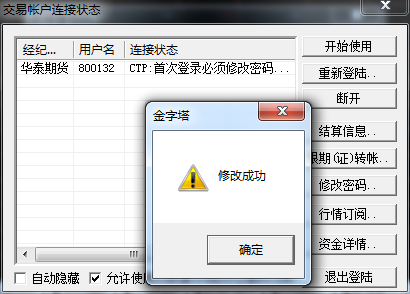 交易帐户连接状态
经纪... 用户名 连接状态
华泰期货 800132 CTP:首次登录必须修改密码...
开始使用
重新登陆..
断开
结算信息..
期(证)转帐..
修改密码..
行情订阅..
资金详情..
退出登陆
金字塔
修改成功
确定
自动隐藏 允许使